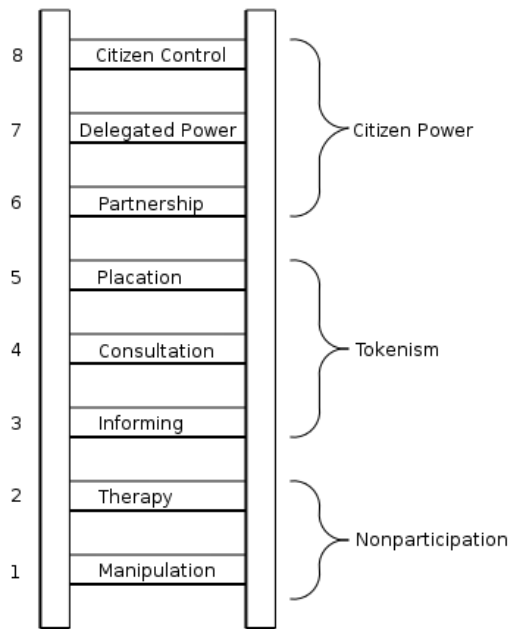 8 Citizen Control
7 Delegated Power
Citizen Power
6 Partnership
5 Placation
4 Consultation
Tokenism
3 Informing
2 Therapy
Nonparticipation
1 Manipulation